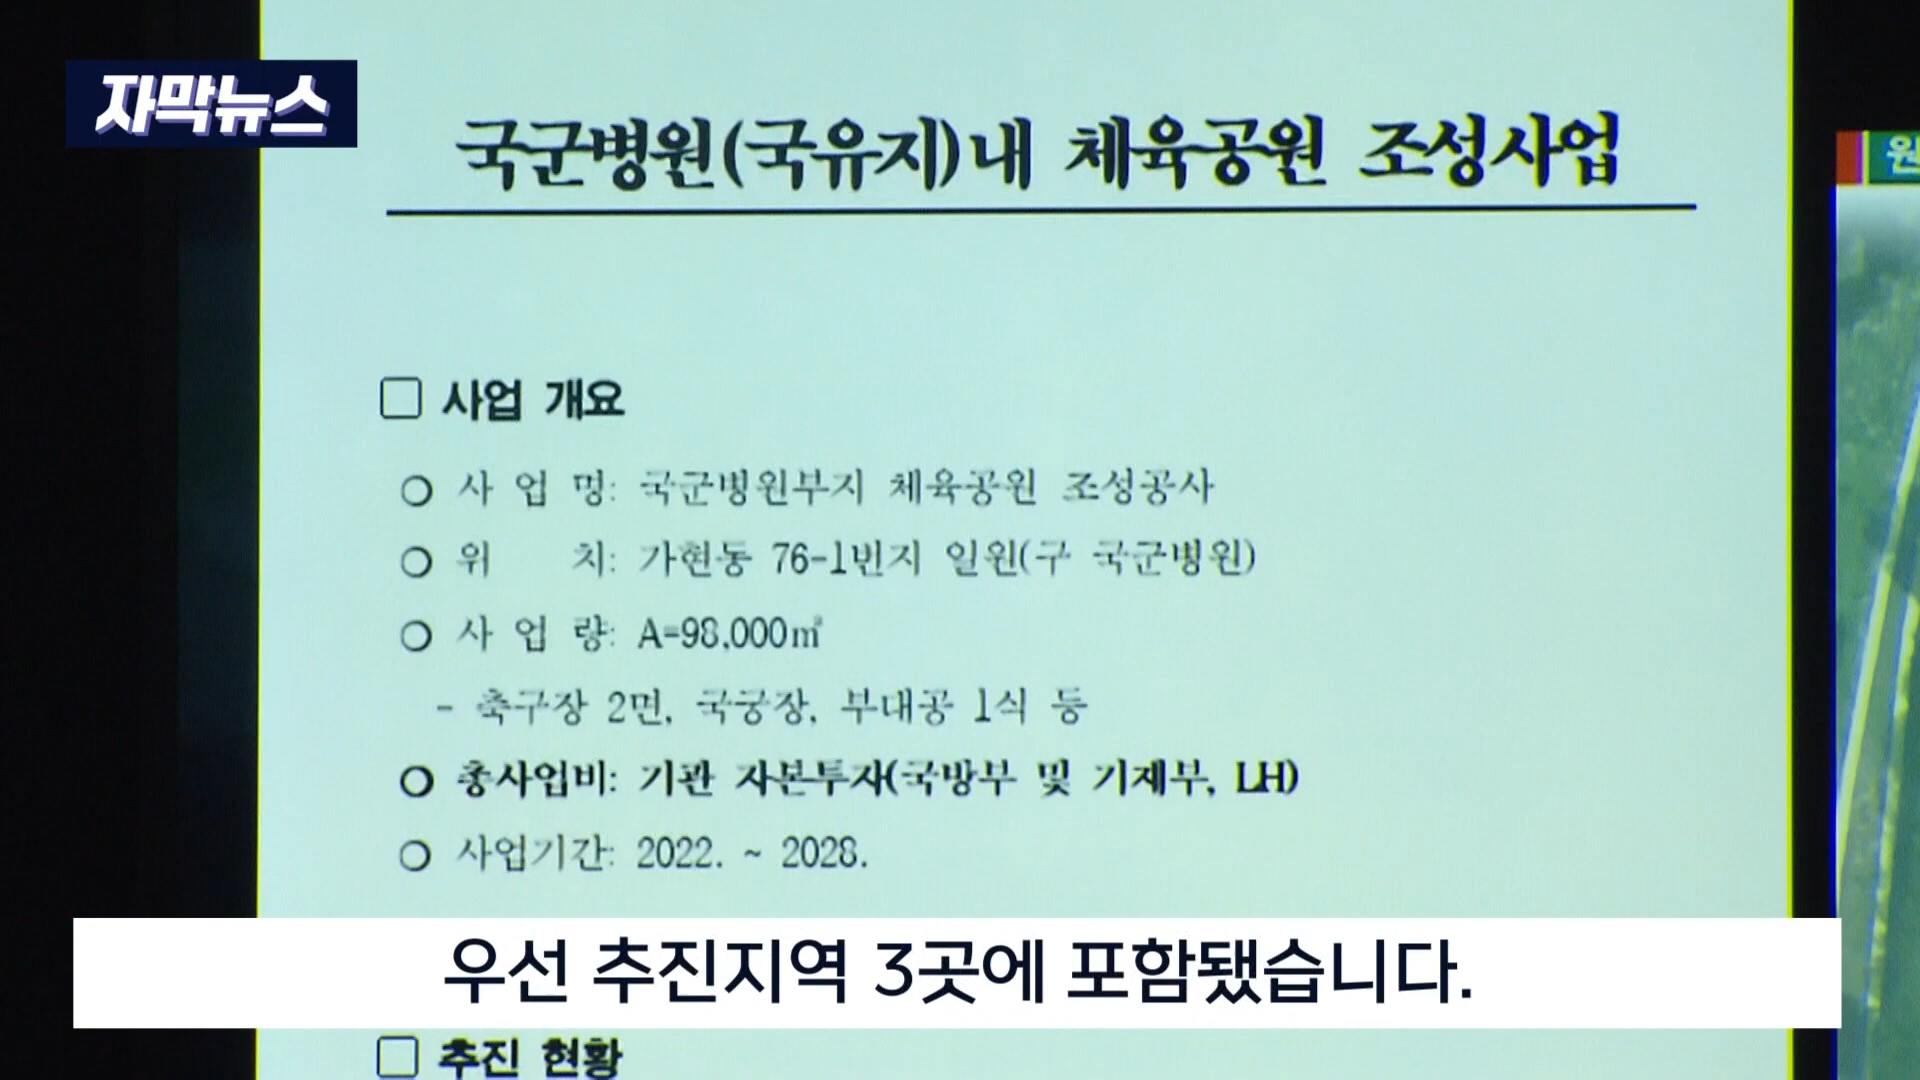 자막뉴스
국군병원(국유지)내 체육공원 조성사업
원
□ 사업 개요
○ 사 업 명: 국군병원부지 체육공원 조성공사
○ 위 치: 가현동 76-1번지 일원(구 국군병원)
○ 사 업 량: A=98,000㎡
- 축구장 2면, 국궁장, 부대공 1식 등
○ 총사업비: 기관 자본투자(국방부 및 기재부, LH)
○ 사업기간: 2022. ~ 2028.
우선 추진지역 3곳에 포함됐습니다.
□ 추진 현황